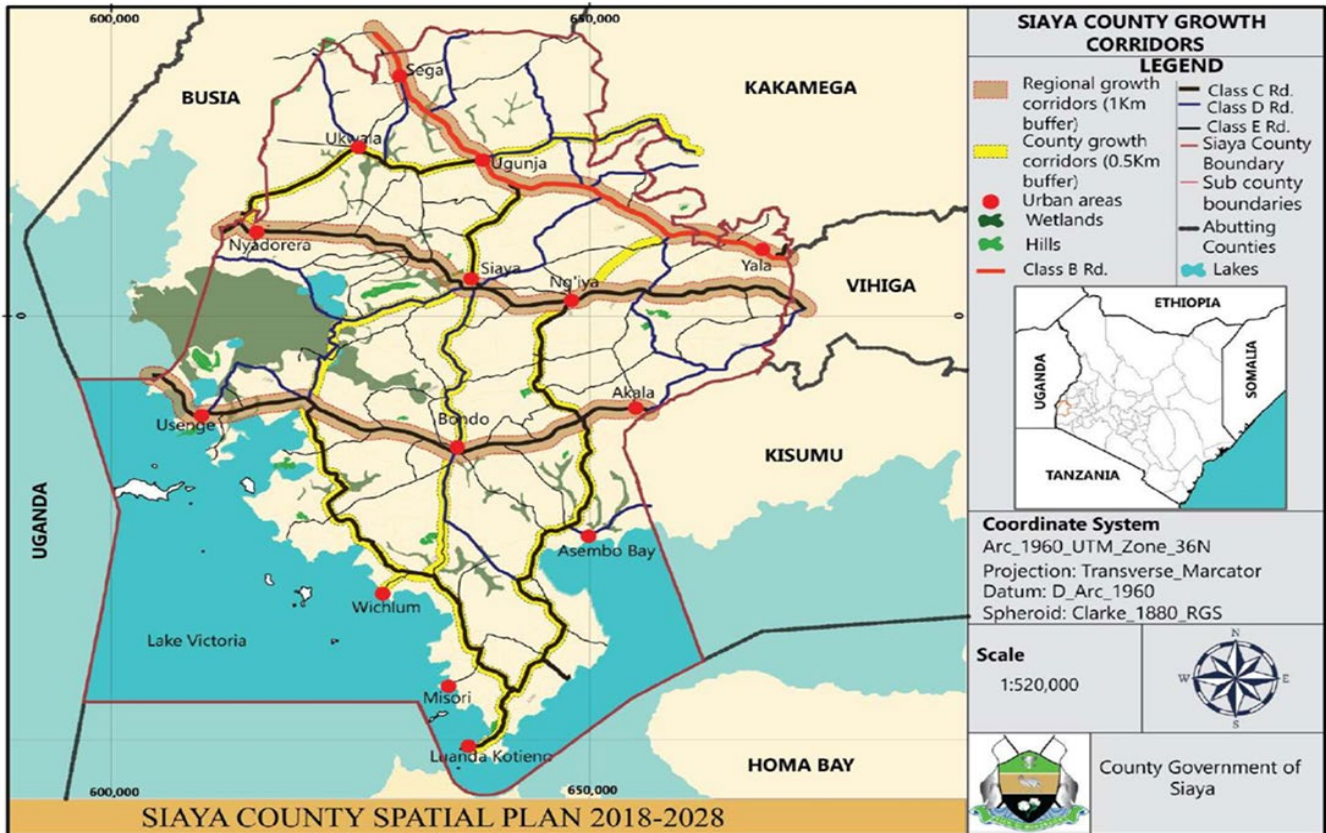 600,000
650,000
BUSIA
KAKAMEGA
Sega
Ukwala
Ugunja
Nyadorera
Siaya
Ng'iya
Yala
VIHIGA
0
0
Usenge
Bondo
Akala
KISUMU
UGANDA
Asembo Bay
Wichlum
Lake Victoria
Misori
Luanda Kotieno
HOMA BAY
600,000
650,000
SIAYA COUNTY SPATIAL PLAN 2018-2028
SIAYA COUNTY GROWTH
CORRIDORS
LEGEND
Regional growth
corridors (1Km
buffer)
County growth
corridors (0.5Km
buffer)
Urban areas
Wetlands
Hills
Class B Rd.
Class C Rd.
Class D Rd.
Class E Rd.
Siaya County
Boundary
Sub county
boundaries
Abutting
Counties
Lakes
ETHIOPIA
UGANDA
SOMALIA
TANZANIA
Coordinate System
Arc_1960_UTM_Zone_36N
Projection: Transverse_Marcator
Datum: D_Arc_1960
Spheroid: Clarke_1880_RGS
Scale
1:520,000
N
W
E
S
County Government of
Siaya